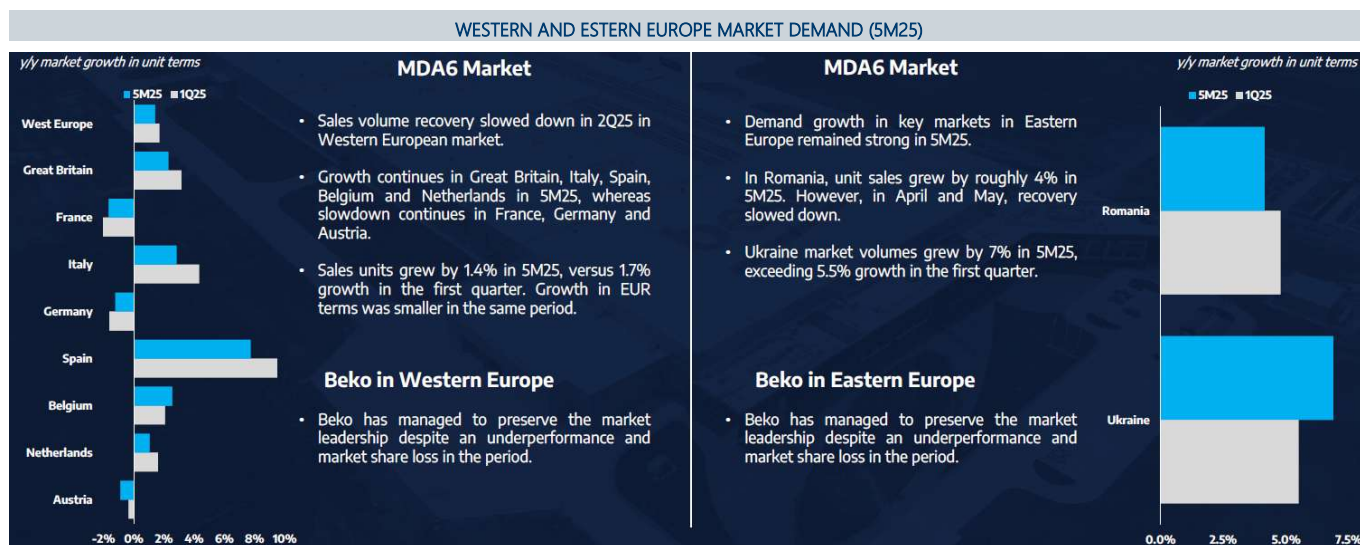 WESTERN AND ESTERN EUROPE MARKET DEMAND (5M25)
y/y market growth in unit terms
5M25 1Q25
West Europe
Great Britain
France
Italy
Germany
Spain
Belgium
Netherlands
Austria
-2% 0% 2% 4% 6% 8% 10%
MDA6 Market
• Sales volume recovery slowed down in 2Q25 in
Western European market.
• Growth continues in Great Britain, Italy, Spain,
Belgium and Netherlands in 5M25, whereas
slowdown continues in France, Germany and
Austria.
• Sales units grew by 1.4% in 5M25, versus 1.7%
growth in the first quarter. Growth in EUR
terms was smaller in the same period.
Beko in Western Europe
• Beko has managed to preserve the market
leadership despite an underperformance and
market share loss in the period.
MDA6 Market
• Demand growth in key markets in Eastern
Europe remained strong in 5M25.
• In Romania, unit sales grew by roughly 4% in
5M25. However, in April and May, recovery
slowed down.
• Ukraine market volumes grew by 7% in 5M25,
exceeding 5.5% growth in the first quarter.
Beko in Eastern Europe
• Beko has managed to preserve the market
leadership despite an underperformance and
market share loss in the period.
y/y market growth in unit terms
5M25 1Q25
Romania
Ukraine
0.0% 2.5% 5.0% 7.5%